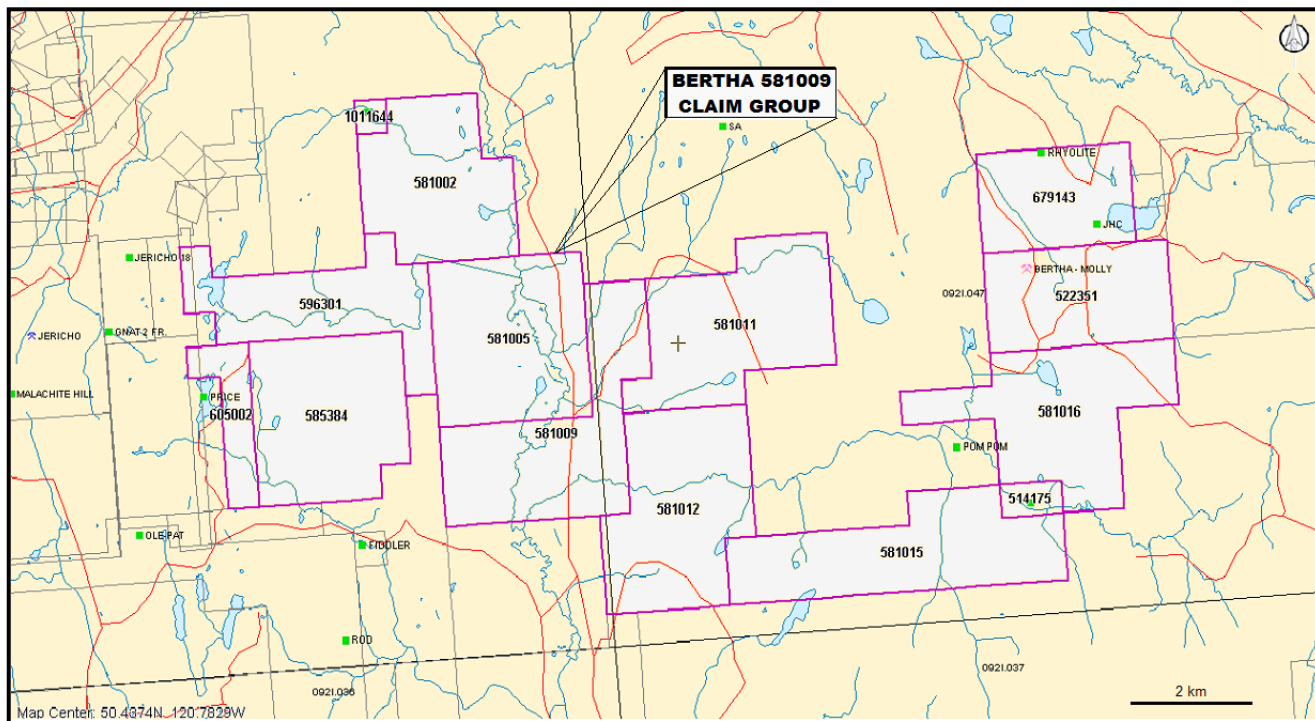 BERTHA 581009
CLAIM GROUP
1011644
SA
RHYOLITE
581002
679143
JHC
JERICHO 18
BERTHA - MOLLY
092I.047
522351
596301
581011
GNAT 2 FR.
JERICHO
581005
MALACHITE HILL
PRICE
605002
585384
581016
581009
POM POM
514175
581012
OLE PAT
FIDDLER
581015
ROD
092I.037
092I.036
2 km
Map Center: 50.4374N, 120.7829W